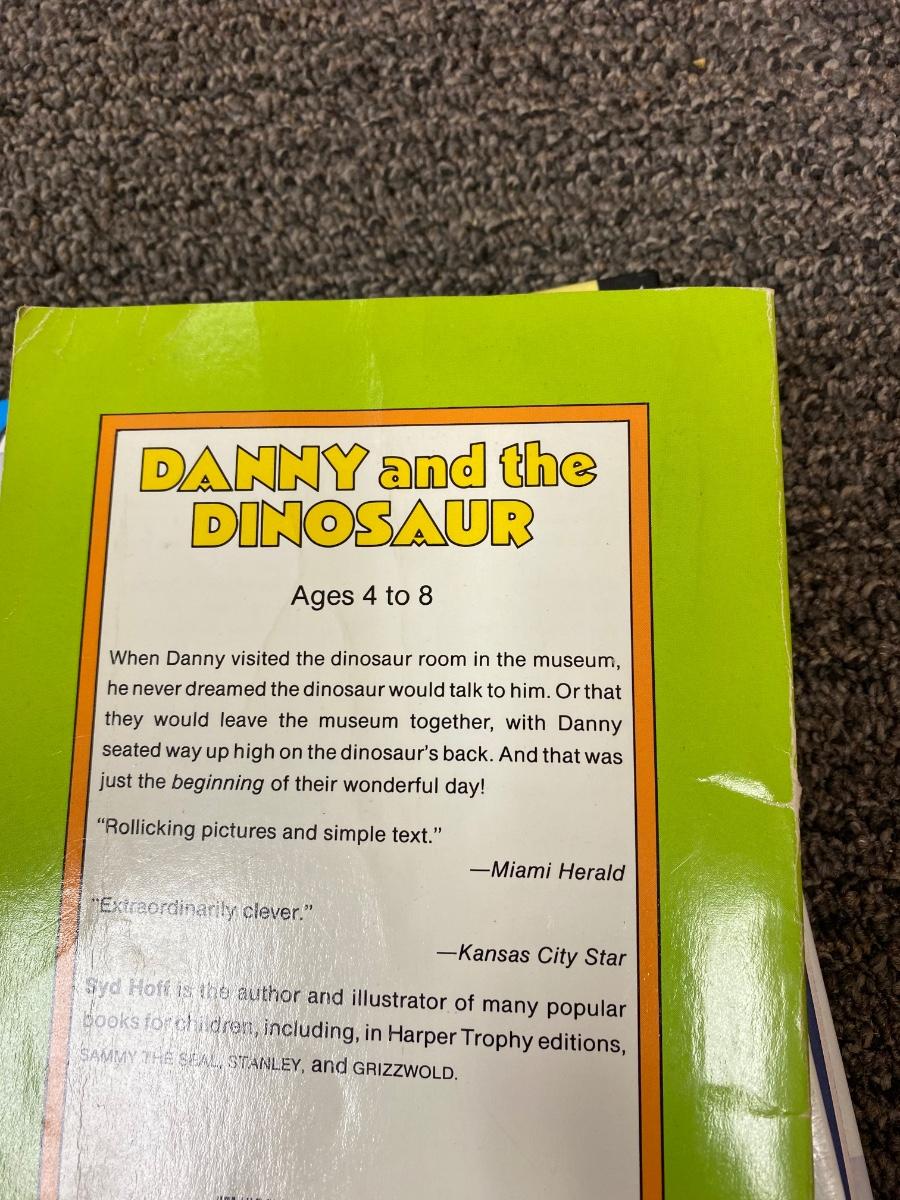 DANNY and the
DINOSAUR
Ages 4 to 8
When Danny visited the dinosaur room in the museum,
he never dreamed the dinosaur would talk to him. Or that
they would leave the museum together, with Danny
seated way up high on the dinosaur's back. And that was
just the beginning of their wonderful day!
“Rollicking pictures and simple text.”
—Miami Herald
“Extraordinarily clever.”
—Kansas City Star
Syd Hoff is the author and illustrator of many popular
books for children, including, in Harper Trophy editions,
SAMMY THE SEAL, STANLEY, and GRIZZWOLD.